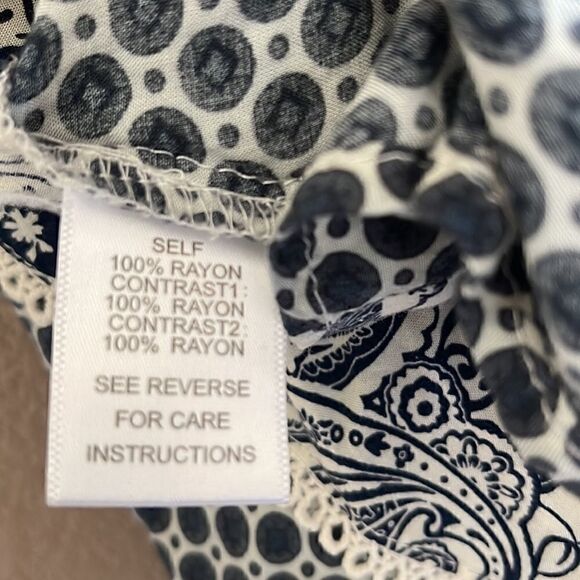 SELF
100% RAYON
CONTRAST1:
100% RAYON
CONTRAST2:
100% RAYON
SEE REVERSE
FOR CARE
INSTRUCTIONS